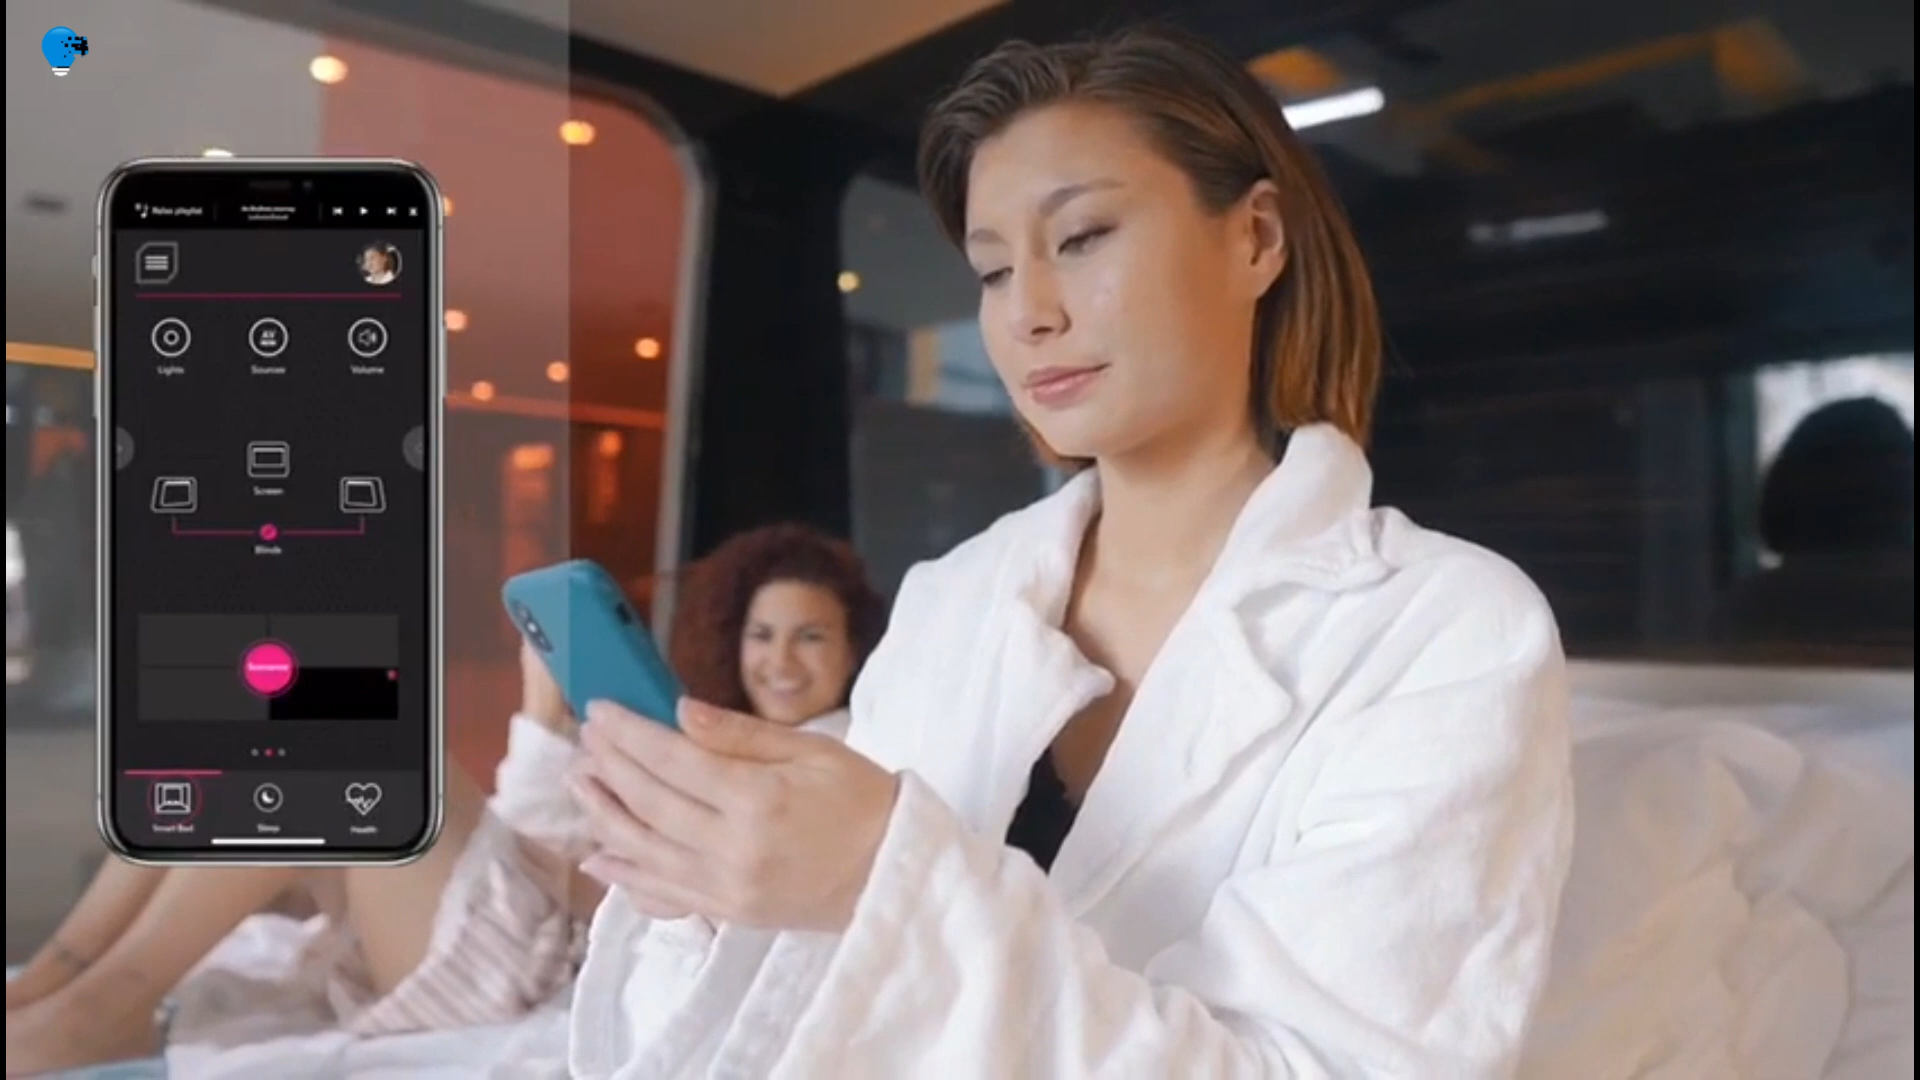 Relax playlist
Lights
Sources
Volume
Screen
Blinds
Scenarios
Smart Bed
Sleep
Health